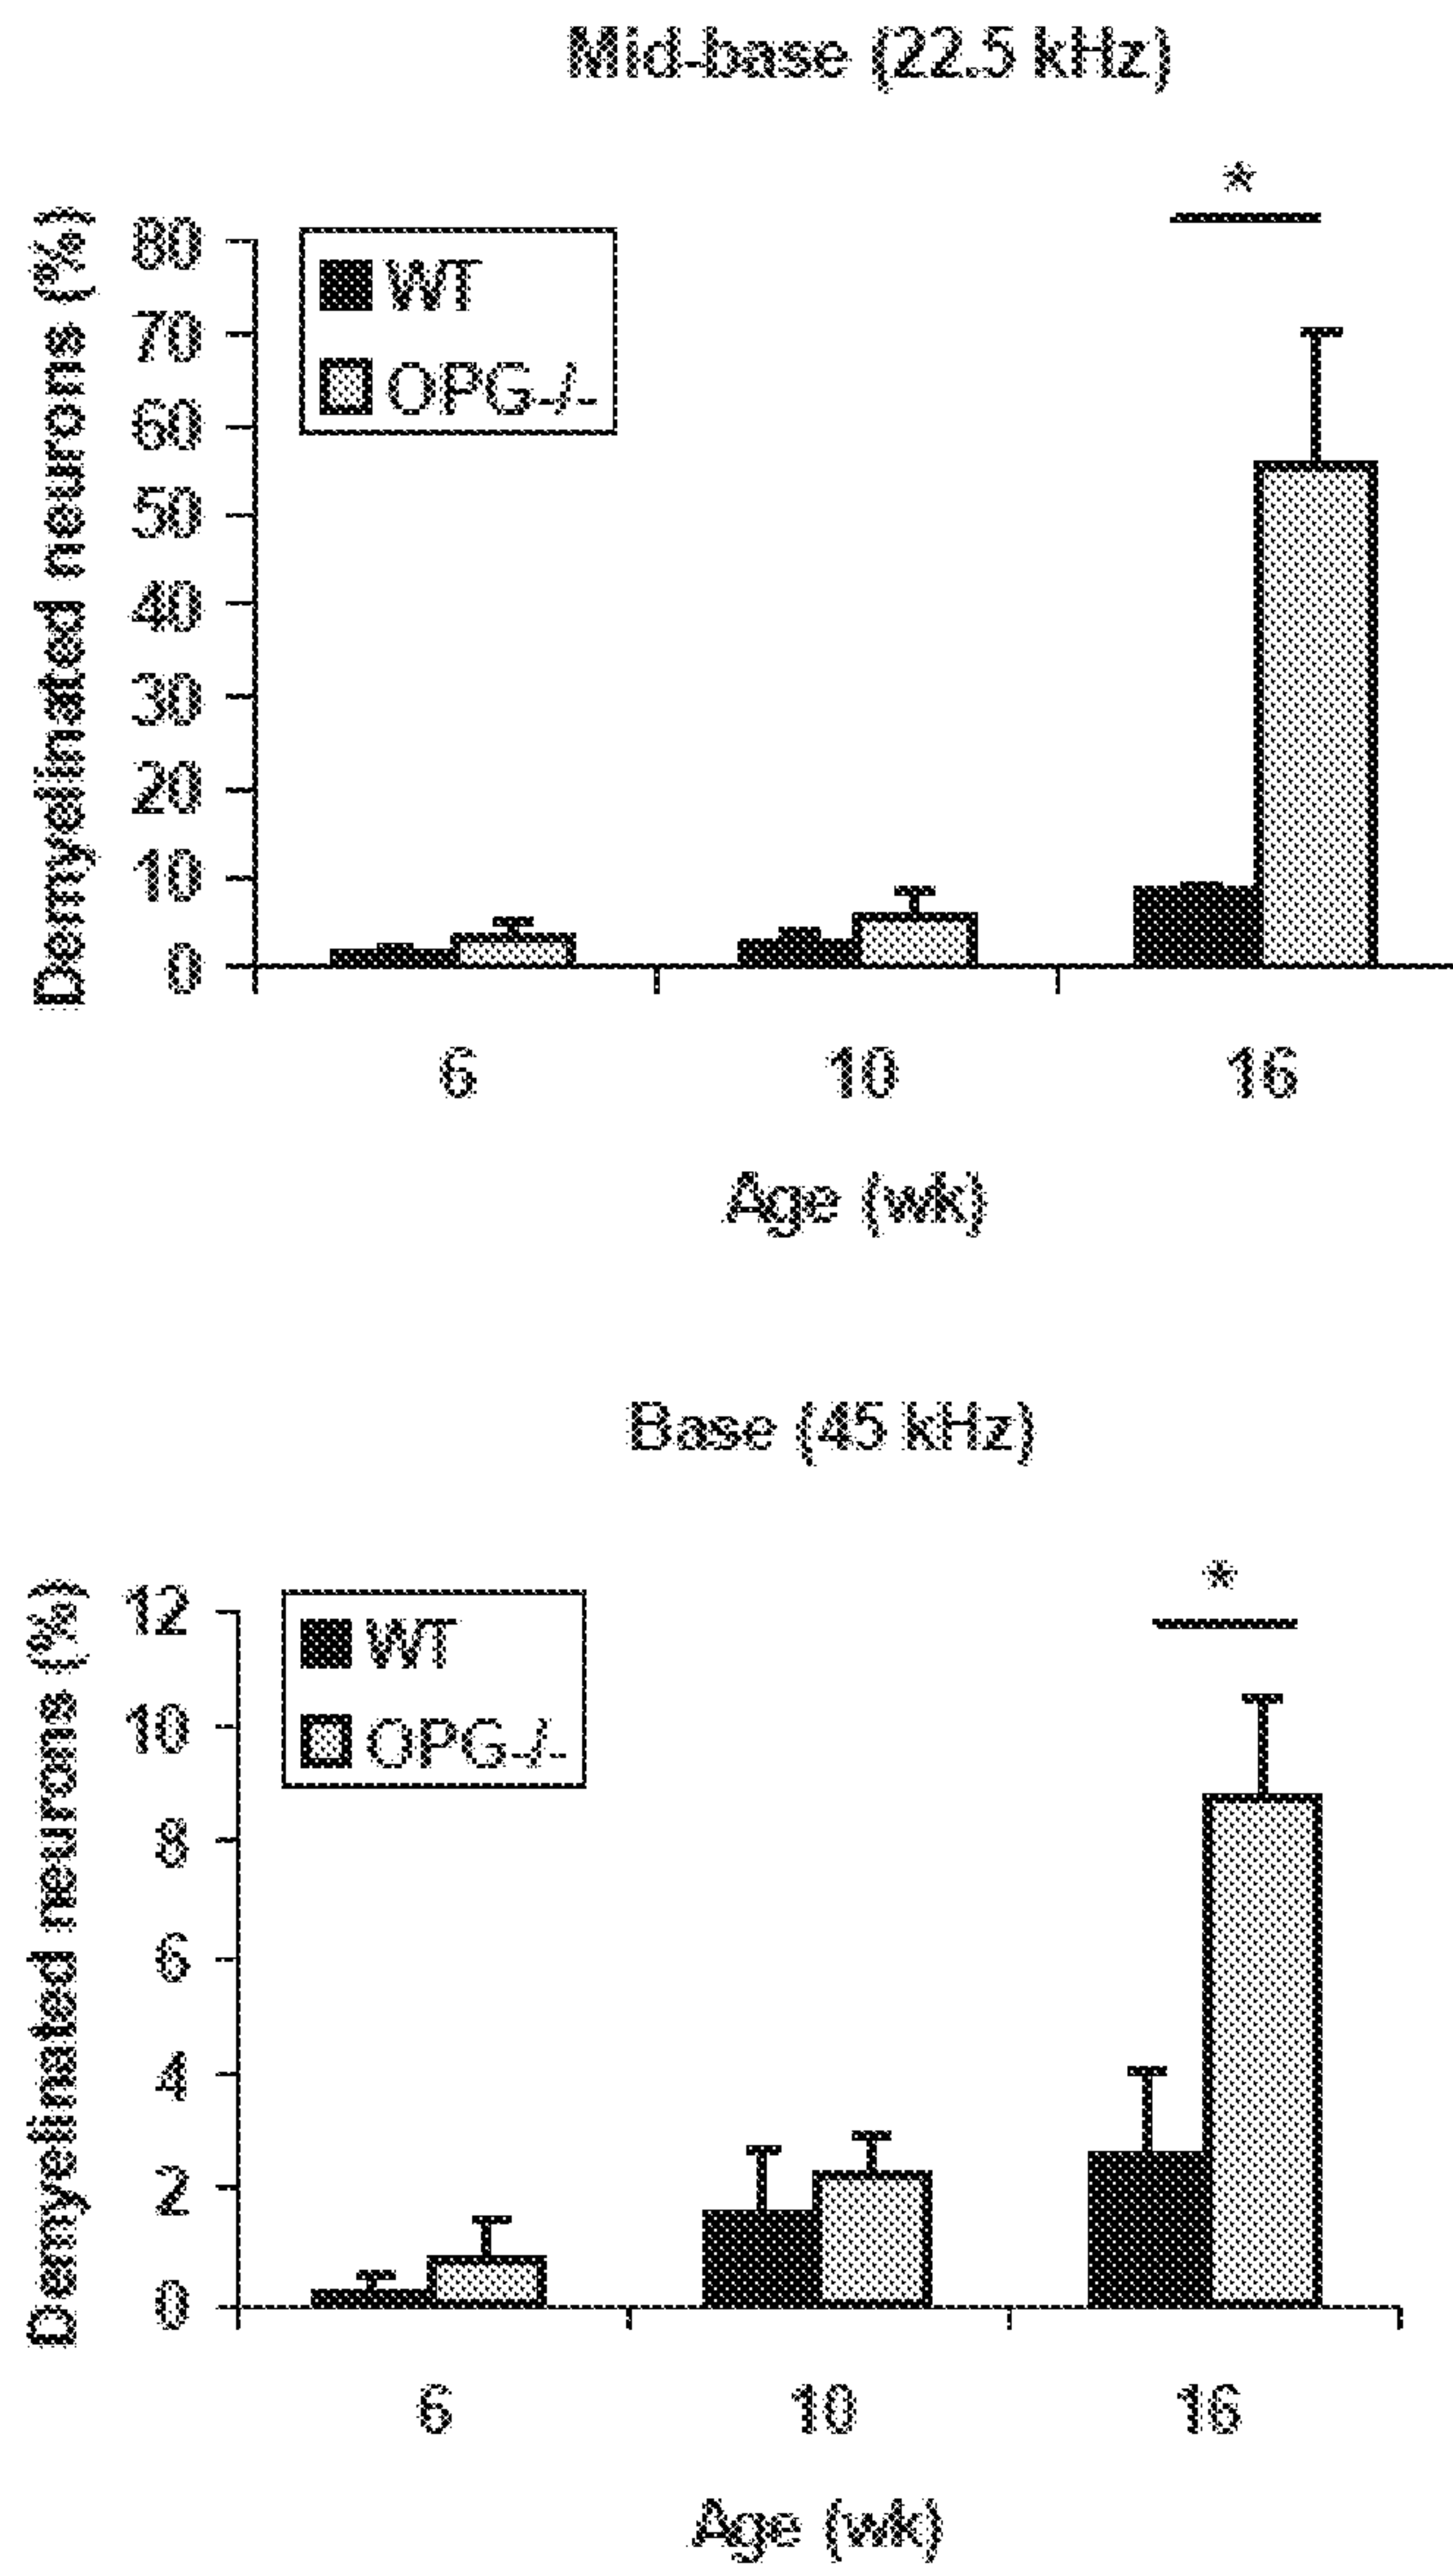 Mid-base (22.5 kHz)
*
Demyelinated neurons (%)
80
70
60
50
40
30
20
10
0
WT
OPG-/-
6 10 16
Age (wk)
Base (45 kHz)
*
Demyelinated neurons (%)
12
10
8
6
4
2
0
WT
OPG-/-
6 10 16
Age (wk)